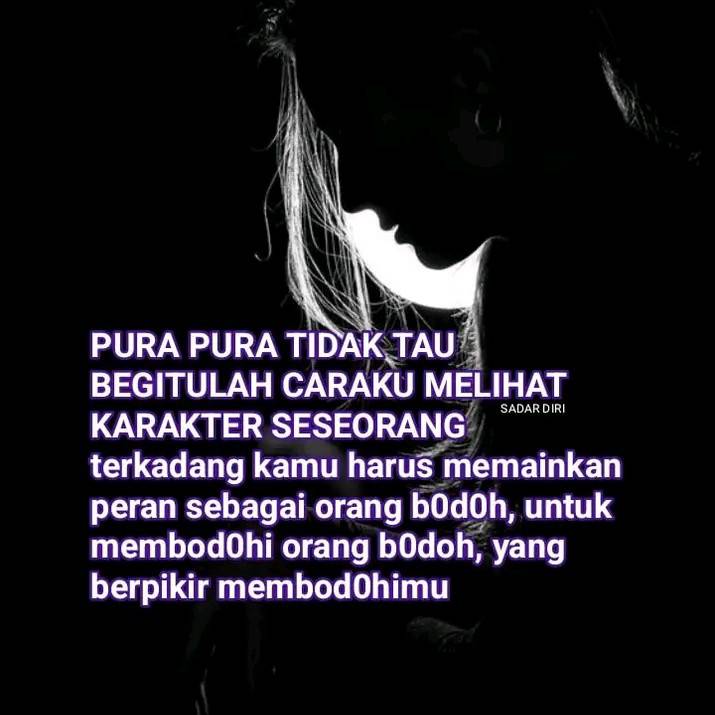 PURA PURA TIDAK TAU
BEGITULAH CARAKU MELIHAT
SADAR DIRI
KARAKTER SESEORANG
terkadang kamu harus memainkan
peran sebagai orang b0d0h, untuk
membod0hi orang b0doh, yang
berpikir membod0himu